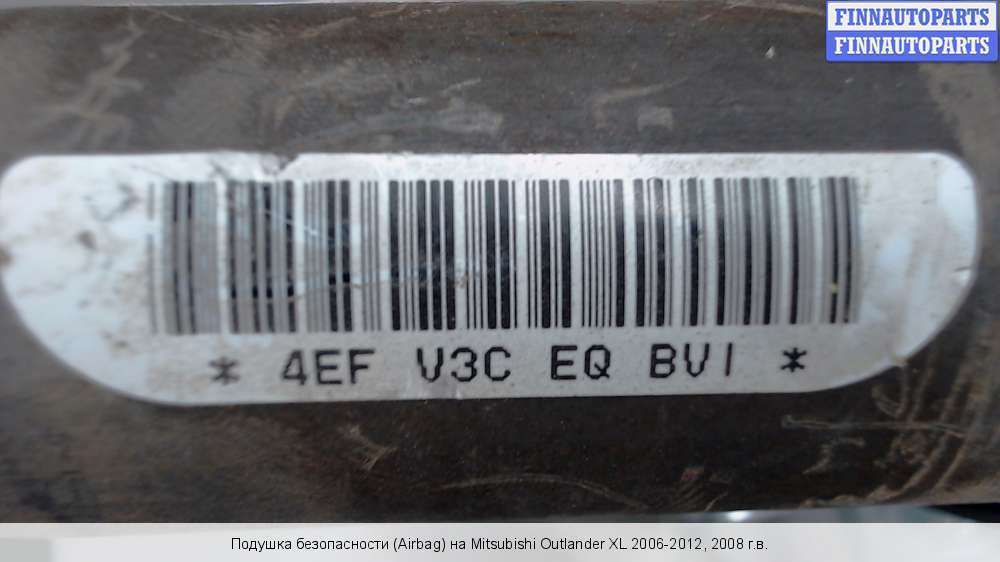 FINNAUTOPARTS
FINNAUTOPARTS
* 4EF V3C EQ BVI *
Подушка безопасности (Airbag) на Mitsubishi Outlander XL 2006-2012, 2008 г.в.